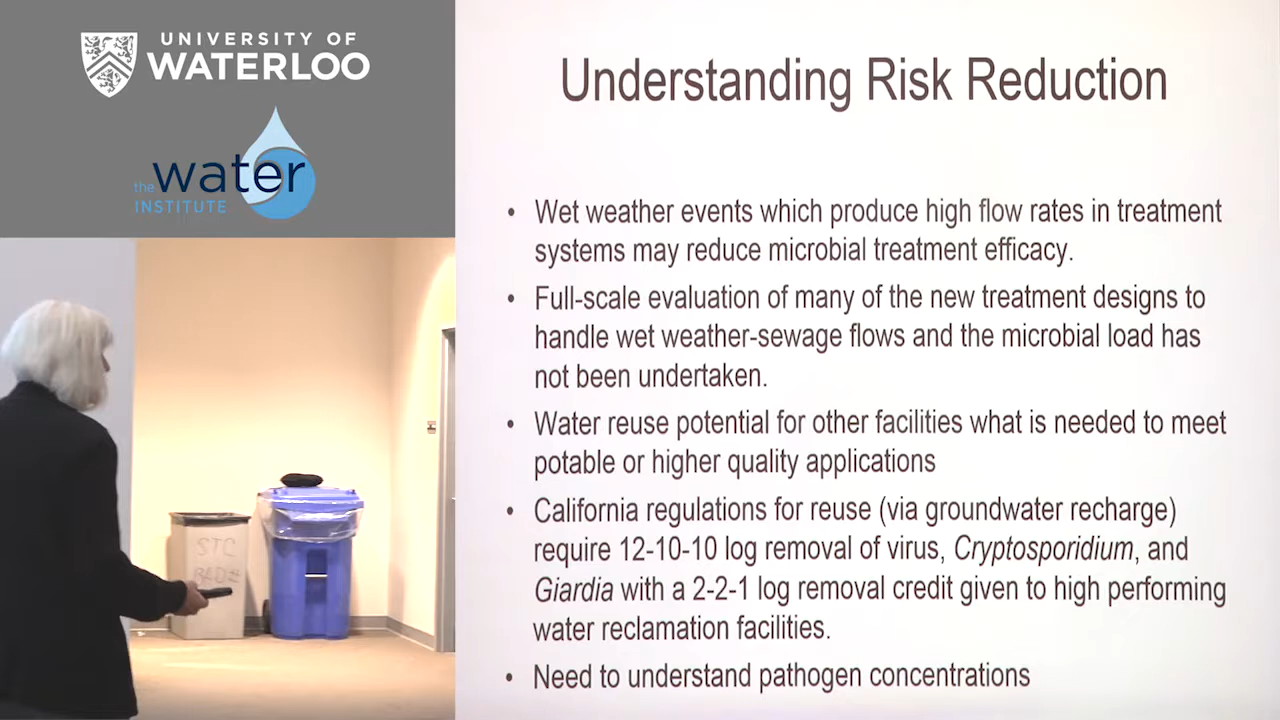 UNIVERSITY OF
WATERLOO
the water
INSTITUTE
Understanding Risk Reduction
• Wet weather events which produce high flow rates in treatment
systems may reduce microbial treatment efficacy.
• Full-scale evaluation of many of the new treatment designs to
handle wet weather-sewage flows and the microbial load has
not been undertaken.
• Water reuse potential for other facilities what is needed to meet
potable or higher quality applications
• California regulations for reuse (via groundwater recharge)
require 12-10-10 log removal of virus, Cryptosporidium, and
Giardia with a 2-2-1 log removal credit given to high performing
water reclamation facilities.
• Need to understand pathogen concentrations
STC